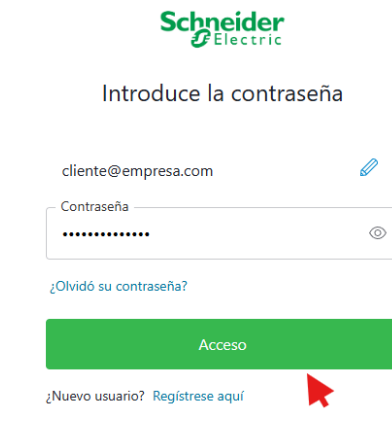 Schneider
Electric
Introduce la contraseña
cliente@empresa.com
Contraseña
••••••••••••••
¿Olvidó su contraseña?
Acceso
¿Nuevo usuario? Regístrese aquí